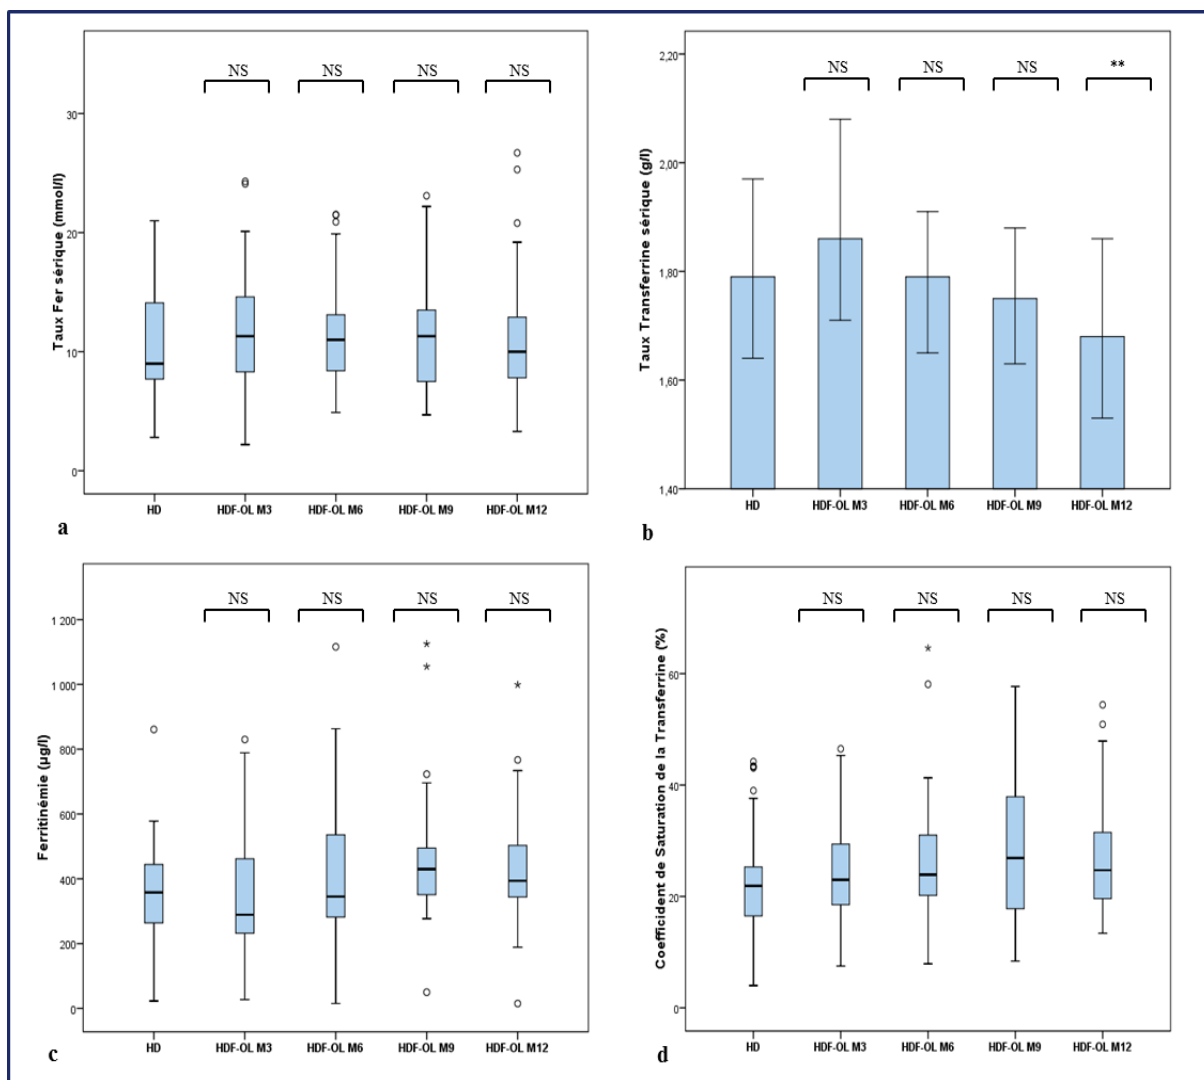 NS NS NS NS
Taux Fer sérique (mmol/l)
30
20
10
0
HD HDF-OL M3 HDF-OL M6 HDF-OL M9 HDF-OL M12
a
NS NS NS **
Taux Transferrine sérique (g/l)
2,20
2,00
1,80
1,60
1,40
HD HDF-OL M3 HDF-OL M6 HDF-OL M9 HDF-OL M12
b
NS NS NS NS
Ferritinémie (µg/l)
1 200
1 000
800
600
400
200
0
HD HDF-OL M3 HDF-OL M6 HDF-OL M9 HDF-OL M12
c
NS NS NS NS
Coefficident de Saturation de la Transferrine (%)
60
40
20
0
HD HDF-OL M3 HDF-OL M6 HDF-OL M9 HDF-OL M12
d